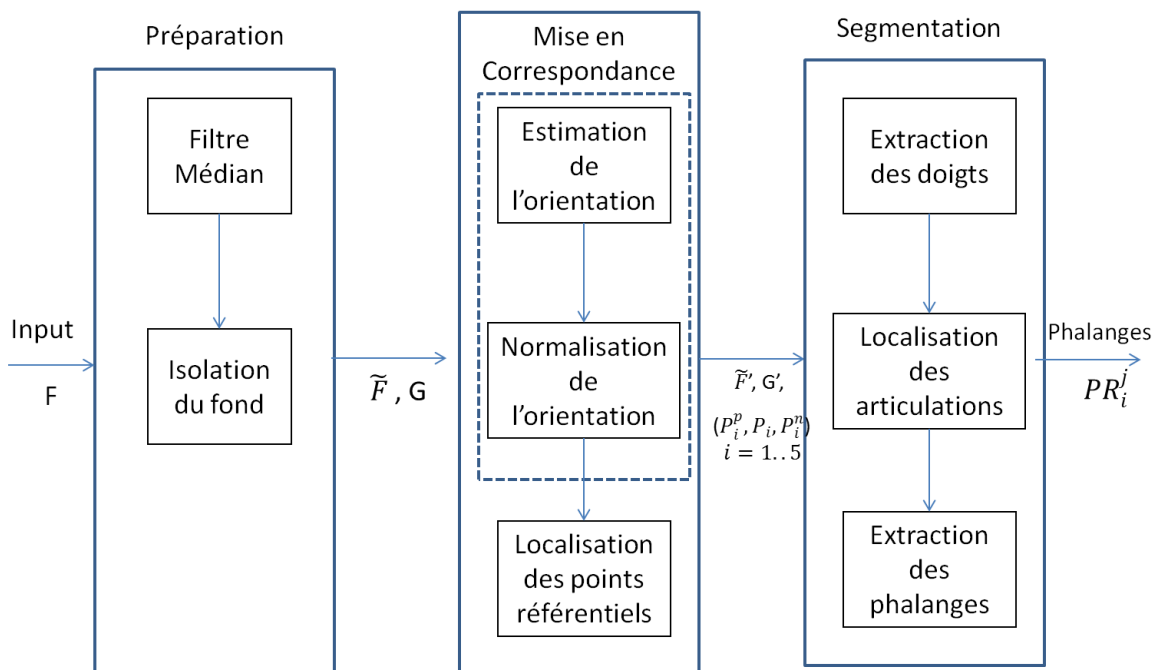 Préparation
Filtre
Médian
Isolation
du fond
Input
F
F̃ , G
Mise en
Correspondance
Estimation
de
l’orientation
Normalisation
de
l’orientation
Localisation
des points
référentiels
F̃’, G’,
(P_i^p, P_i, P_i^n)
i = 1..5
Segmentation
Extraction
des doigts
Localisation
des
articulations
Extraction
des
phalanges
Phalanges
PR_i^j